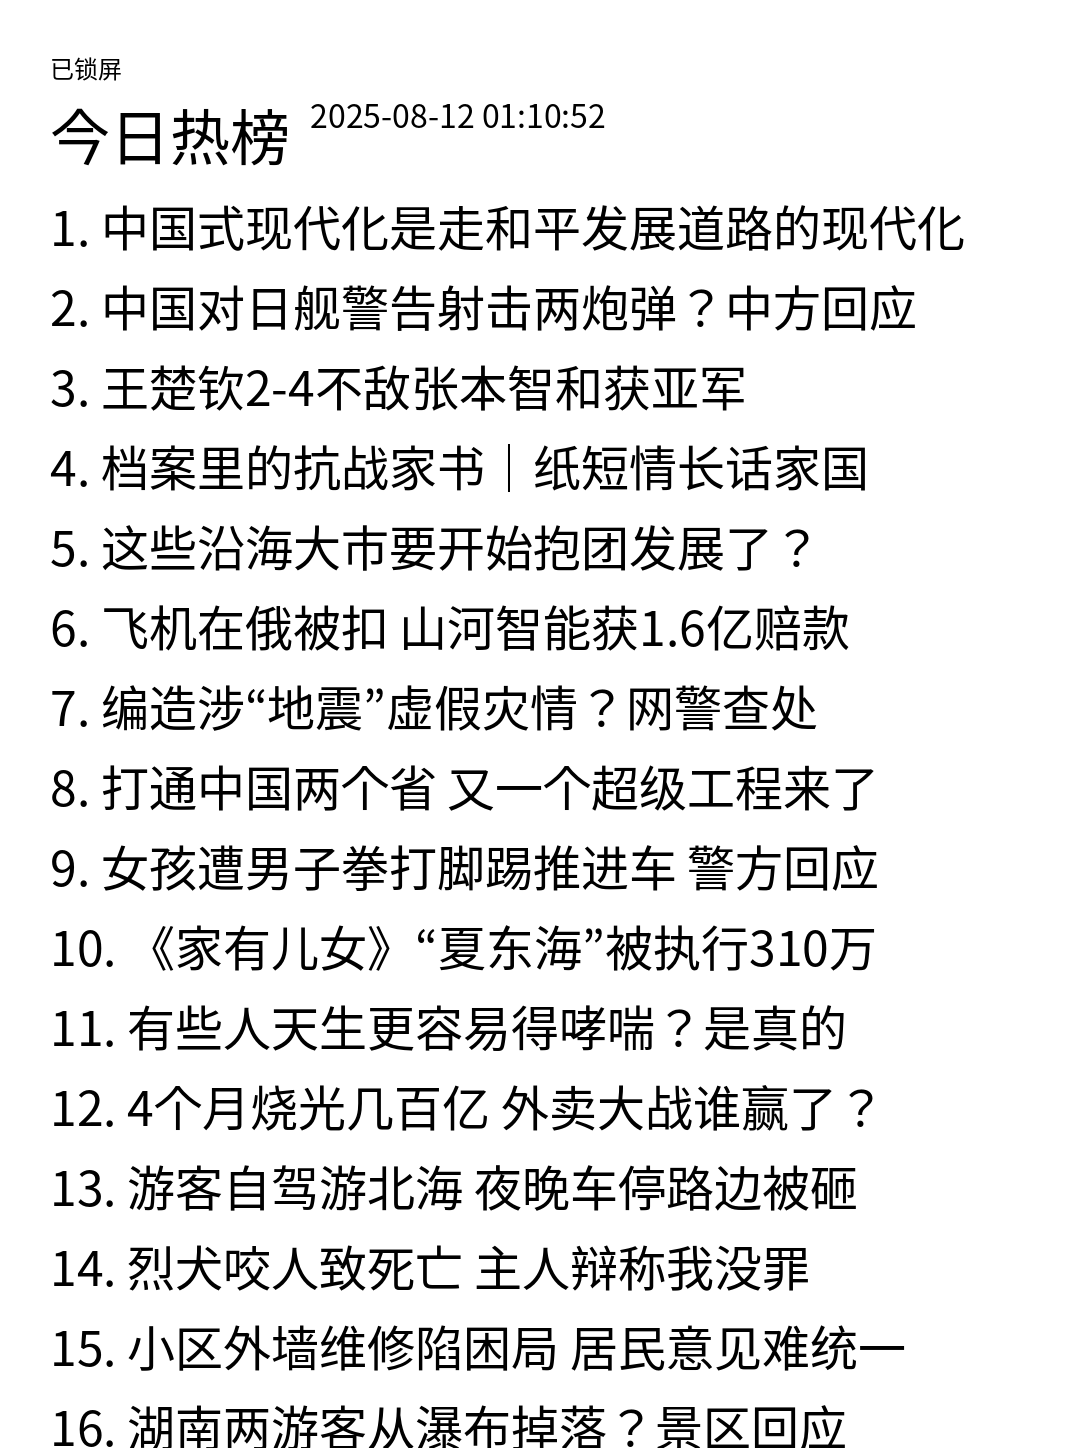 已锁屏
今日热榜 2025-08-12 01:10:52
1. 中国式现代化是走和平发展道路的现代化
2. 中国对日舰警告射击两炮弹？中方回应
3. 王楚钦2-4不敌张本智和获亚军
4. 档案里的抗战家书｜纸短情长话家国
5. 这些沿海大市要开始抱团发展了？
6. 飞机在俄被扣 山河智能获1.6亿赔款
7. 编造涉“地震”虚假灾情？网警查处
8. 打通中国两个省 又一个超级工程来了
9. 女孩遭男子拳打脚踢推进车 警方回应
10. 《家有儿女》“夏东海”被执行310万
11. 有些人天生更容易得哮喘？是真的
12. 4个月烧光几百亿 外卖大战谁赢了？
13. 游客自驾游北海 夜晚车停路边被砸
14. 烈犬咬人致死亡 主人辩称我没罪
15. 小区外墙维修陷困局 居民意见难统一
16. 湖南两游客从瀑布掉落？景区回应